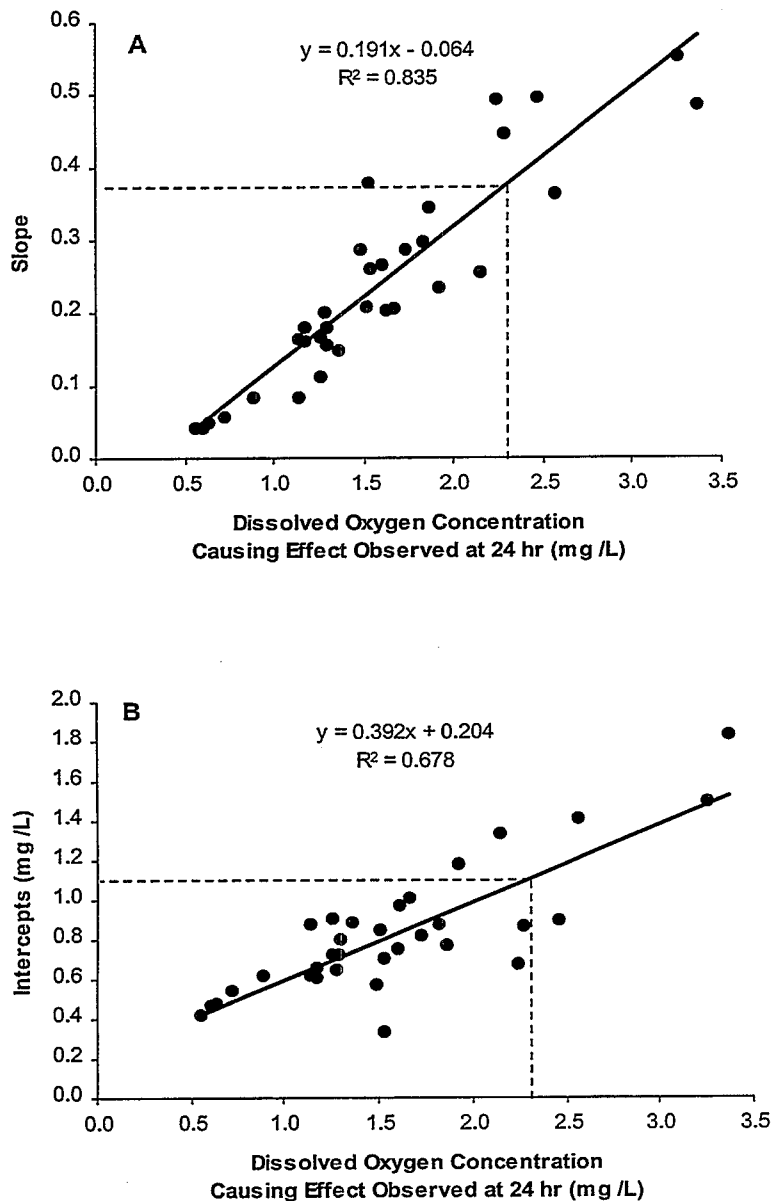 A
y = 0.191x - 0.064
R² = 0.835
0.6
0.5
0.4
0.3
0.2
0.1
0.0
Slope
0.0 0.5 1.0 1.5 2.0 2.5 3.0 3.5
Dissolved Oxygen Concentration
Causing Effect Observed at 24 hr (mg /L)
B
y = 0.392x + 0.204
R² = 0.678
2.0
1.8
1.6
1.4
1.2
1.0
0.8
0.6
0.4
0.2
0.0
Intercepts (mg /L)
0.0 0.5 1.0 1.5 2.0 2.5 3.0 3.5
Dissolved Oxygen Concentration
Causing Effect Observed at 24 hr (mg /L)